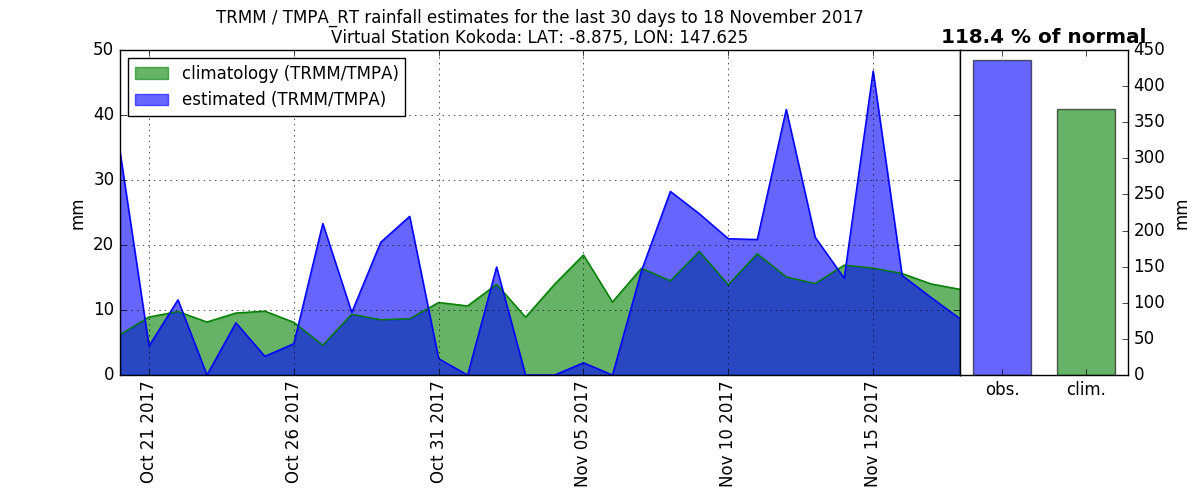 TRMM / TMPA_RT rainfall estimates for the last 30 days to 18 November 2017
Virtual Station Kokoda: LAT: -8.875, LON: 147.625
118.4 % of normal
climatology (TRMM/TMPA)
estimated (TRMM/TMPA)
50
40
30
20
10
0
mm
450
400
350
300
250
200
150
100
50
0
mm
Oct 21 2017
Oct 26 2017
Oct 31 2017
Nov 05 2017
Nov 10 2017
Nov 15 2017
obs.
clim.